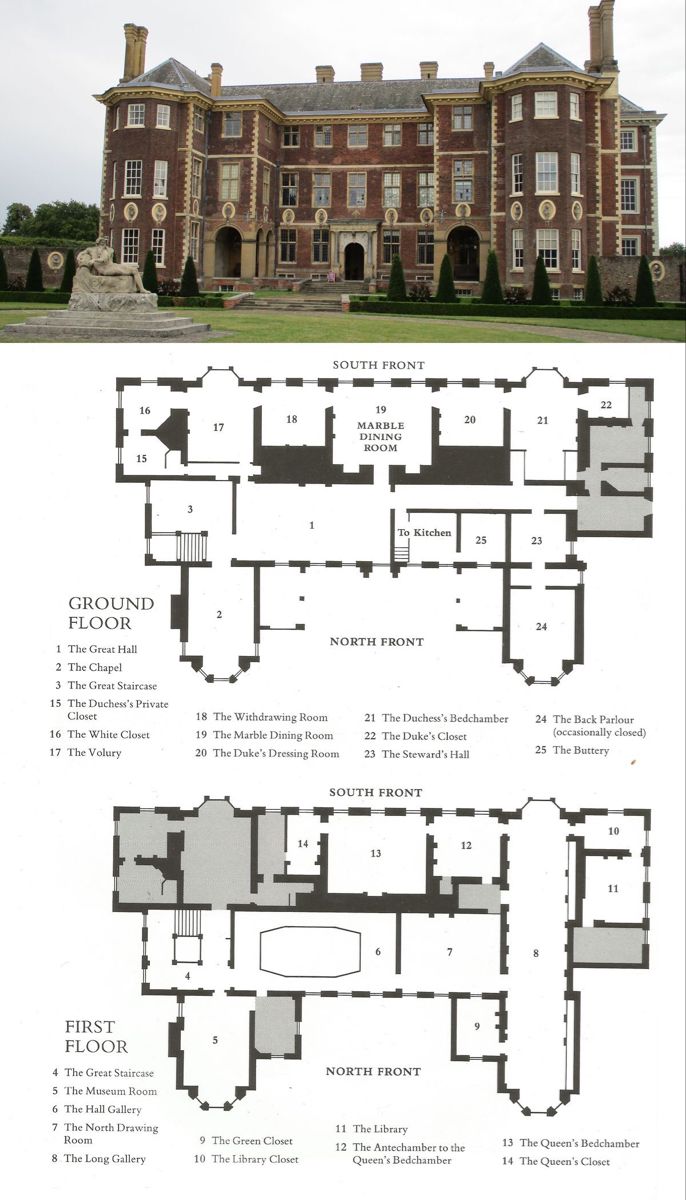 SOUTH FRONT
16
17
18
19
MARBLE
DINING
ROOM
20
21
22
15
3
1
To Kitchen
25
23
2
24
NORTH FRONT
GROUND
FLOOR
1 The Great Hall
2 The Chapel
3 The Great Staircase
15 The Duchess's Private
Closet
16 The White Closet
17 The Volury
18 The Withdrawing Room
19 The Marble Dining Room
20 The Duke's Dressing Room
21 The Duchess's Bedchamber
22 The Duke's Closet
23 The Steward's Hall
24 The Back Parlour
(occasionally closed)
25 The Buttery
SOUTH FRONT
14
13
12
10
11
4
6
7
8
5
9
NORTH FRONT
FIRST
FLOOR
4 The Great Staircase
5 The Museum Room
6 The Hall Gallery
7 The North Drawing
Room
8 The Long Gallery
9 The Green Closet
10 The Library Closet
11 The Library
12 The Antechamber to the
Queen's Bedchamber
13 The Queen's Bedchamber
14 The Queen's Closet